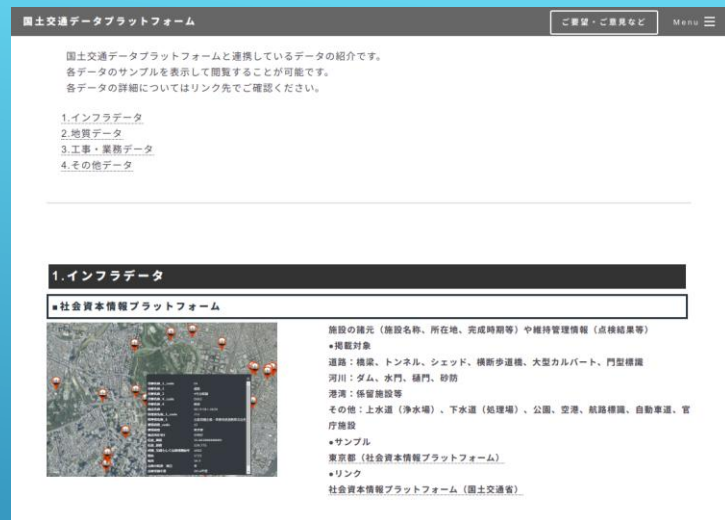 国土交通データプラットフォーム
ご要望・ご意見など
Menu
国土交通データプラットフォームと連携しているデータの紹介です。
各データのサンプルを表示して閲覧することが可能です。
各データの詳細についてはリンク先でご確認ください。
1.インフラデータ
2.地質データ
3.工事・業務データ
4.その他データ
1.インフラデータ
■社会資本情報プラットフォーム
施設の諸元（施設名称、所在地、完成時期等）や維持管理情報（点検結果等）
●掲載対象
道路：橋梁、トンネル、シェッド、横断歩道橋、大型カルバート、門型標識
河川：ダム、水門、樋門、砂防
港湾：係留施設等
その他：上水道（浄水場）、下水道（処理場）、公園、空港、航路標識、自動車道、官
庁施設
●サンプル
東京都（社会資本情報プラットフォーム）
●リンク
社会資本情報プラットフォーム（国土交通省）